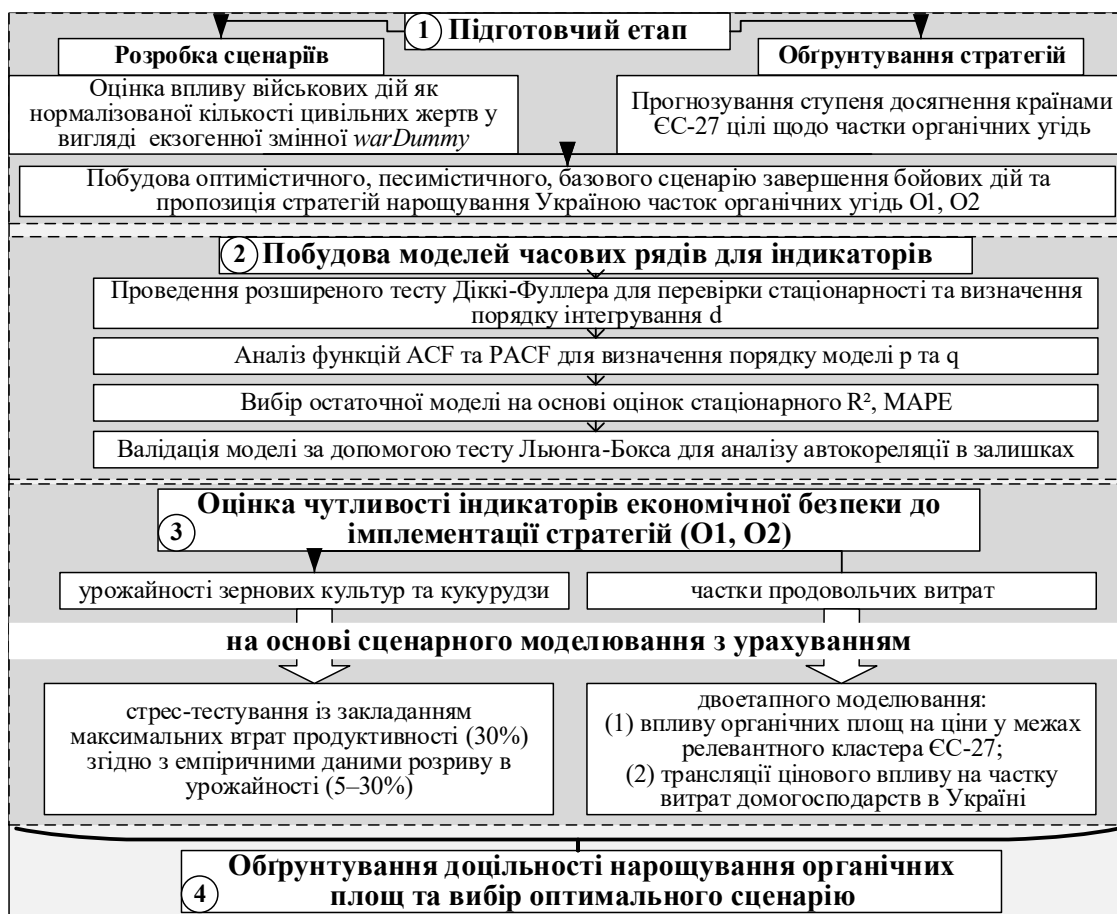 1 Підготовчий етап
Розробка сценаріїв
Оцінка впливу військових дій як
нормалізованої кількості цивільних жертв у
вигляді екзогенної змінної warDummy
Обґрунтування стратегій
Прогнозування ступеня досягнення країнами
ЄС-27 цілі щодо частки органічних угідь
Побудова оптимістичного, песимістичного, базового сценарію завершення бойових дій та
пропозиція стратегій нарощування Україною часток органічних угідь О1, О2
2 Побудова моделей часових рядів для індикаторів
Проведення розширеного тесту Діккі-Фуллера для перевірки стаціонарності та визначення
порядку інтегрування d
Аналіз функцій ACF та PACF для визначення порядку моделі p та q
Вибір остаточної моделі на основі оцінок стаціонарного R², MAPE
Валідація моделі за допомогою тесту Льюнга-Бокса для аналізу автокореляції в залишках
Оцінка чутливості індикаторів економічної безпеки до
3 імплементації стратегій (О1, О2)
урожайності зернових культур та кукурудзи
частки продовольчих витрат
на основі сценарного моделювання з урахуванням
стрес-тестування із закладанням
максимальних втрат продуктивності (30%)
згідно з емпіричними даними розриву в
урожайності (5–30%)
двоетапного моделювання:
(1) впливу органічних площ на ціни у межах
релевантного кластера ЄС-27;
(2) трансляції цінового впливу на частку
витрат домогосподарств в Україні
Обґрунтування доцільності нарощування органічних
4 площ та вибір оптимального сценарію